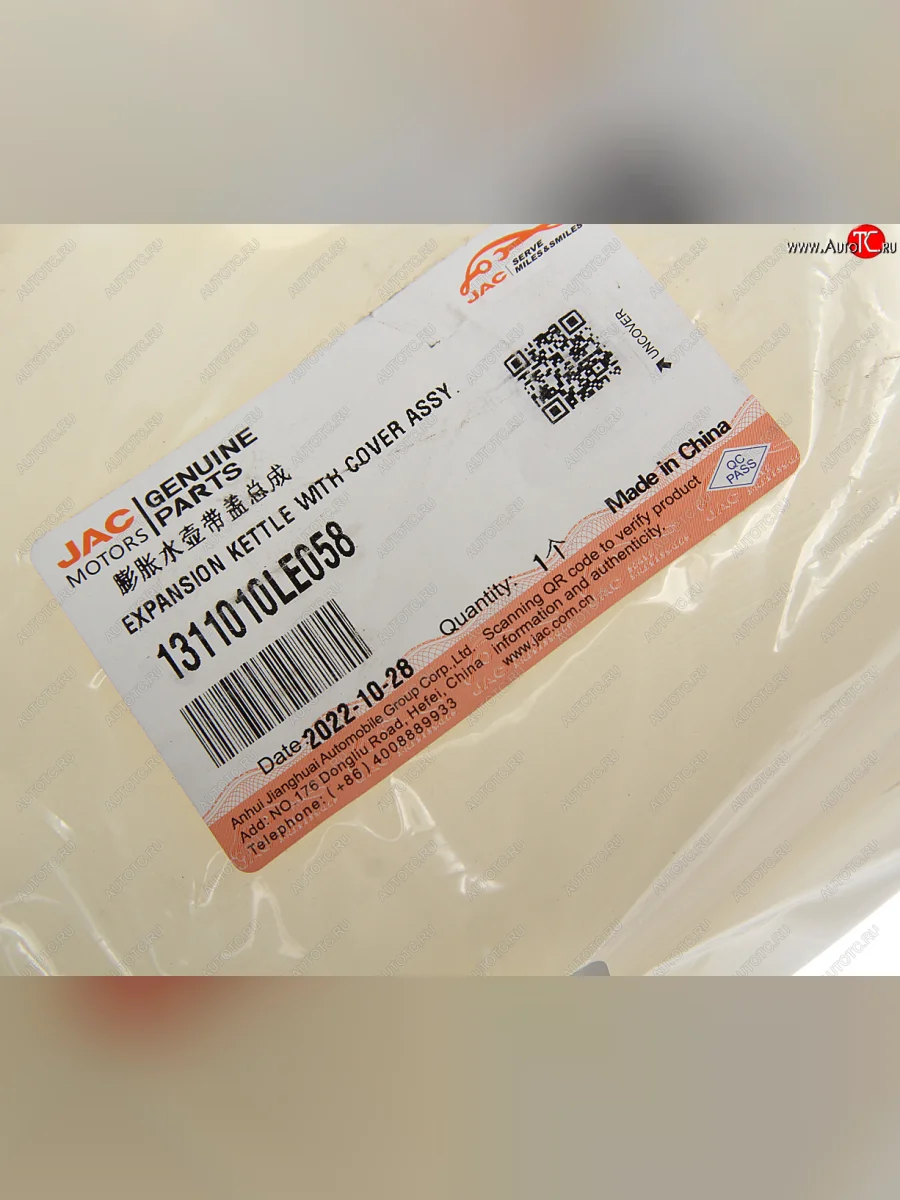 www.AutoTC.RU
JAC
SERVE
MILES&SMILES
UNCOVER
JAC
MOTORS
GENUINE
PARTS
膨胀水壶带盖总成
EXPANSION KETTLE WITH COVER ASSY.
1311010LE058
Quantity: 1个
Made in China
QC
PASS
Date: 2022-10-28
Anhui Jianghuai Automobile Group Corp.,Ltd.
Add: NO.176 Dongliu Road, Hefei, China
Telephone: (+86) 4008889933
Scanning QR code to verify product
information and authenticity.
www.jac.com.cn
AUTOTC.RU